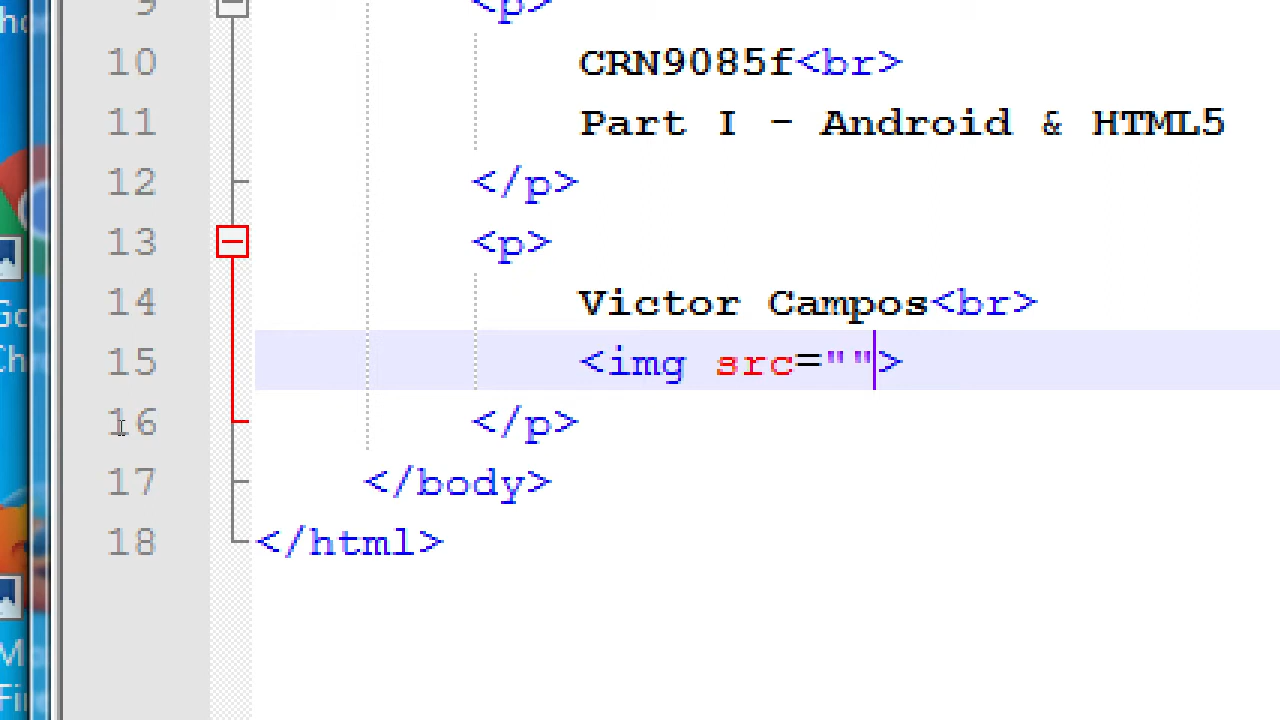 9 <p>
10 CRN9085f<br>
11 Part I - Android & HTML5
12 </p>
13 <p>
14 Victor Campos<br>
15 <img src="">
16 </p>
17 </body>
18 </html>